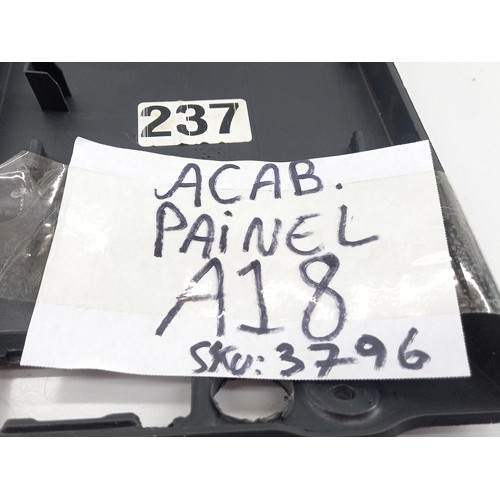 237
ACAB.
PAiNEL
A18
SKU: 3796